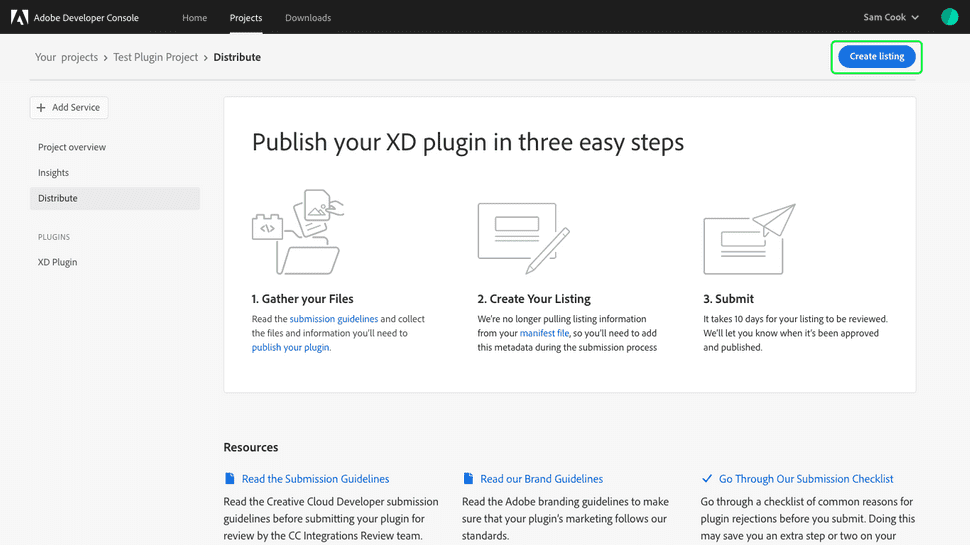 Adobe Developer Console Home Projects Downloads Sam Cook
Your projects › Test Plugin Project › Distribute Create listing
+ Add Service
Project overview
Insights
Distribute
PLUGINS
XD Plugin
Publish your XD plugin in three easy steps
1. Gather your Files
Read the submission guidelines and collect
the files and information you'll need to
publish your plugin.
2. Create Your Listing
We're no longer pulling listing information
from your manifest file, so you'll need to add
this metadata during the submission process
3. Submit
It takes 10 days for your listing to be reviewed.
We'll let you know when it's been approved
and published.
Resources
Read the Submission Guidelines
Read the Creative Cloud Developer submission
guidelines before submitting your plugin for
review by the CC Integrations Review team.
Read our Brand Guidelines
Read the Adobe branding guidelines to make
sure that your plugin's marketing follows our
standards.
Go Through Our Submission Checklist
Go through a checklist of common reasons for
plugin rejections before you submit. Doing this
may save you an extra step or two on your